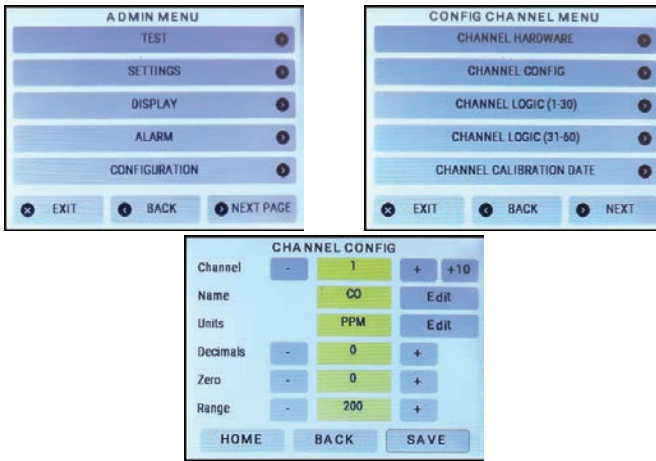 ADMIN MENU
TEST
SETTINGS
DISPLAY
ALARM
CONFIGURATION
EXIT BACK NEXT PAGE
CONFIG CHANNEL MENU
CHANNEL HARDWARE
CHANNEL CONFIG
CHANNEL LOGIC (1-30)
CHANNEL LOGIC (31-60)
CHANNEL CALIBRATION DATE
EXIT BACK NEXT
CHANNEL CONFIG
Channel - 1 + +10
Name CO Edit
Units PPM Edit
Decimals - 0 +
Zero - 0 +
Range - 200 +
HOME BACK SAVE